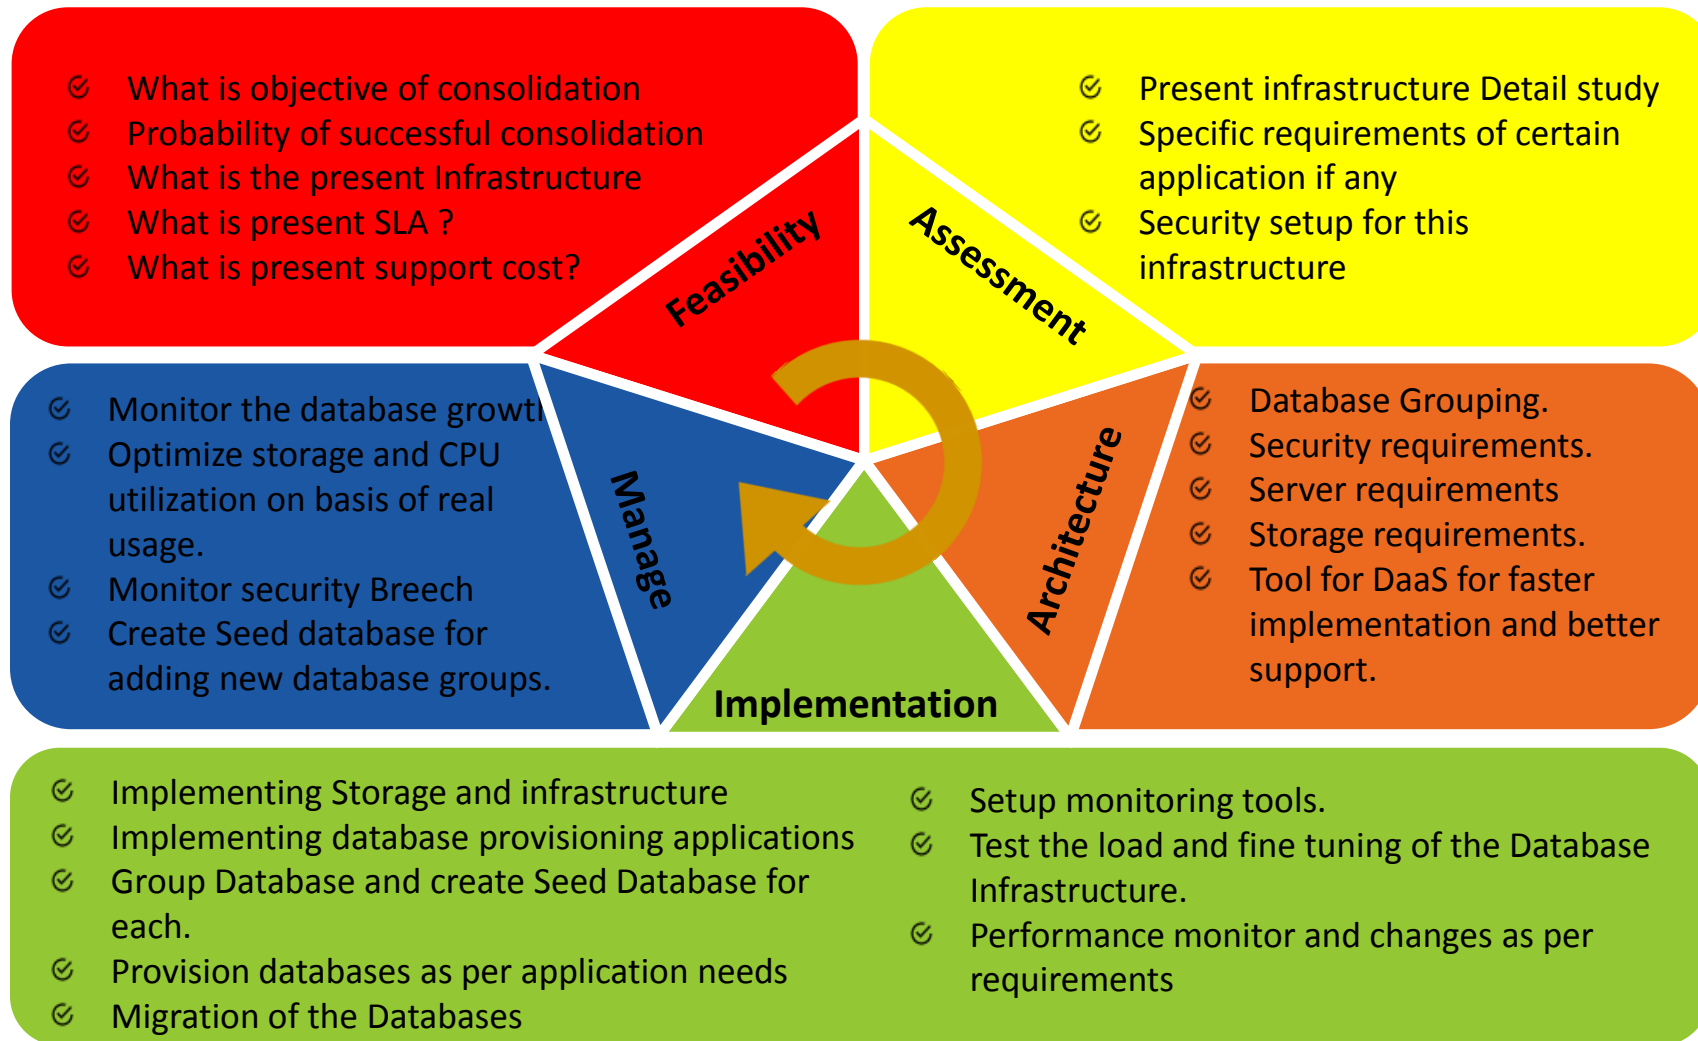 What is objective of consolidation
Probability of successful consolidation
What is the present Infrastructure
What is present SLA ?
What is present support cost?
Feasibility
Present infrastructure Detail study
Specific requirements of certain
application if any
Security setup for this
infrastructure
Assessment
Monitor the database growth
Optimize storage and CPU
utilization on basis of real
usage.
Monitor security Breech
Create Seed database for
adding new database groups.
Manage
Database Grouping.
Security requirements.
Server requirements
Storage requirements.
Tool for DaaS for faster
implementation and better
support.
Architecture
Implementation
Implementing Storage and infrastructure
Implementing database provisioning applications
Group Database and create Seed Database for
each.
Provision databases as per application needs
Migration of the Databases
Setup monitoring tools.
Test the load and fine tuning of the Database
Infrastructure.
Performance monitor and changes as per
requirements